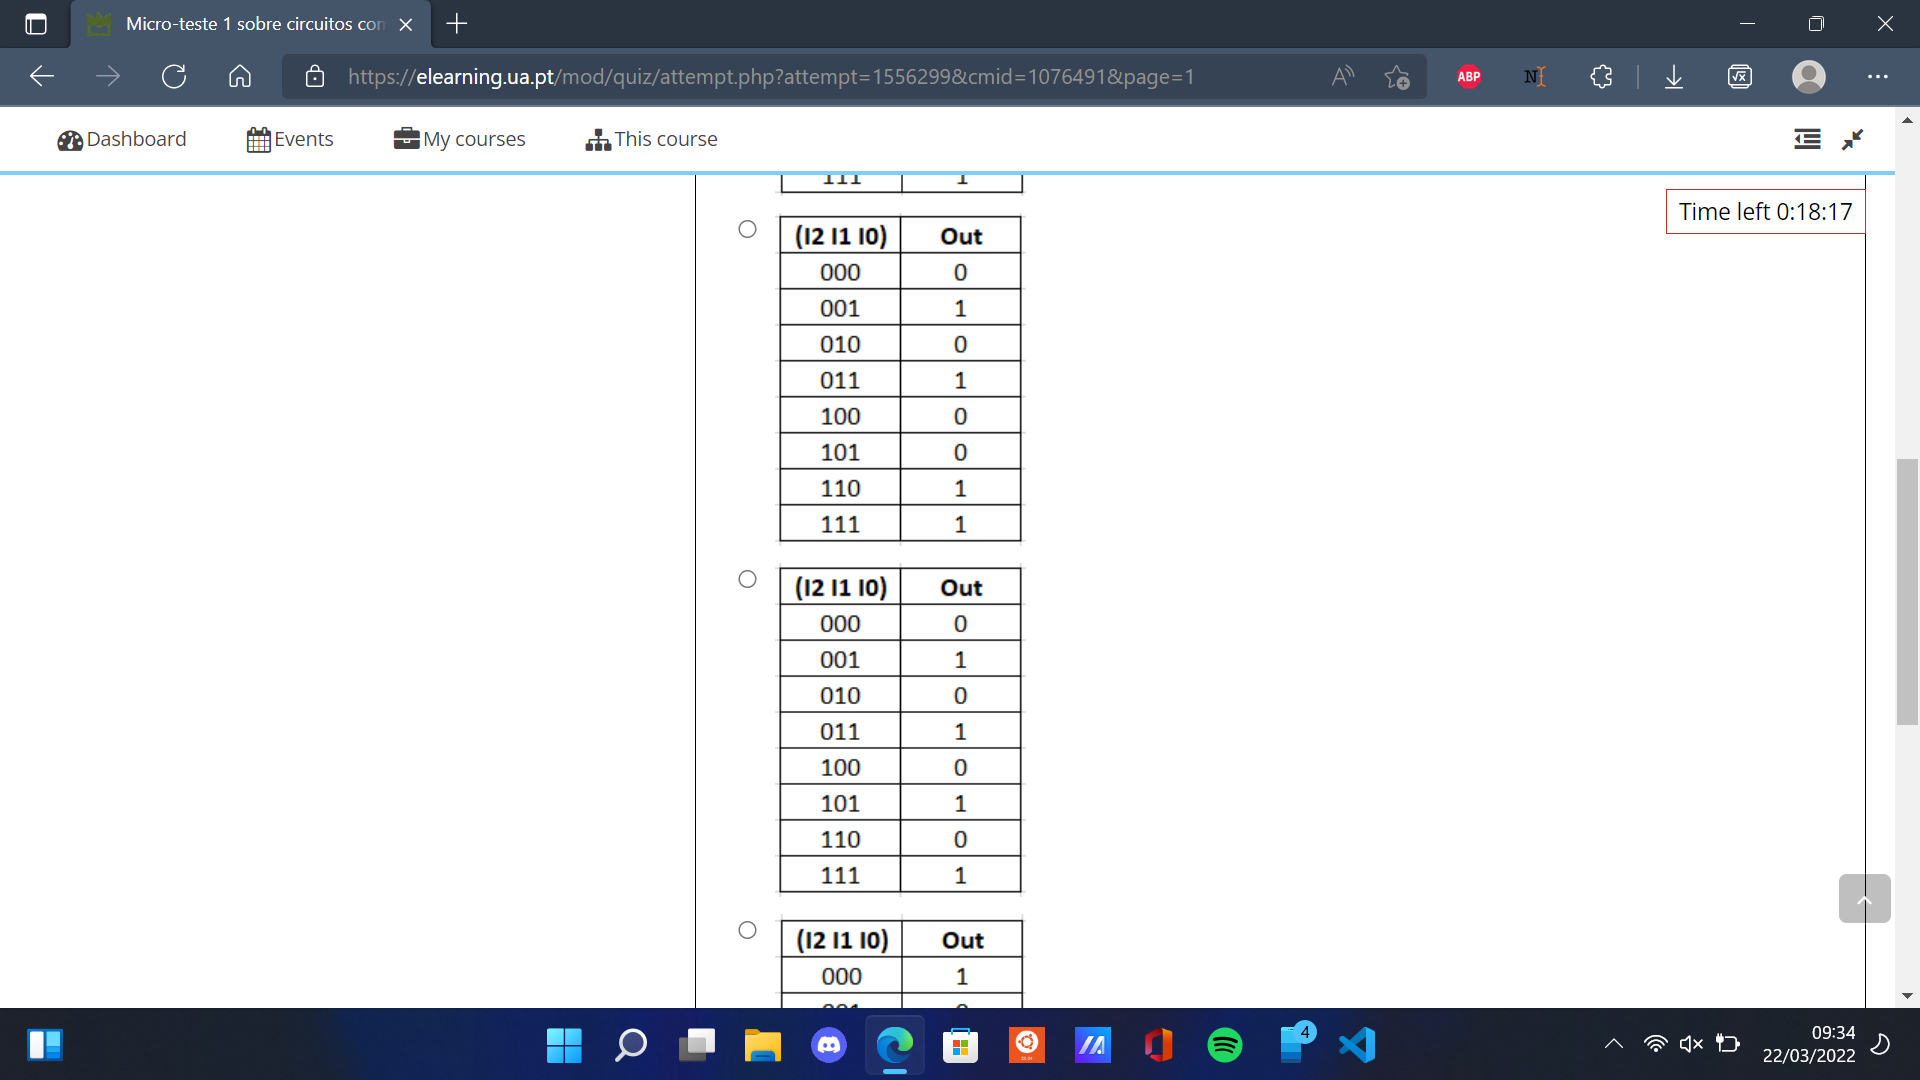 Micro-teste 1 sobre circuitos con
https://elearning.ua.pt/mod/quiz/attempt.php?attempt=1556299&cmid=1076491&page=1
ABP
Dashboard Events My courses This course
Time left 0:18:17
111 1
(I2 I1 I0) Out
000 0
001 1
010 0
011 1
100 0
101 0
110 1
111 1
(I2 I1 I0) Out
000 0
001 1
010 0
011 1
100 0
101 1
110 0
111 1
(I2 I1 I0) Out
000 1
4
09:34
22/03/2022